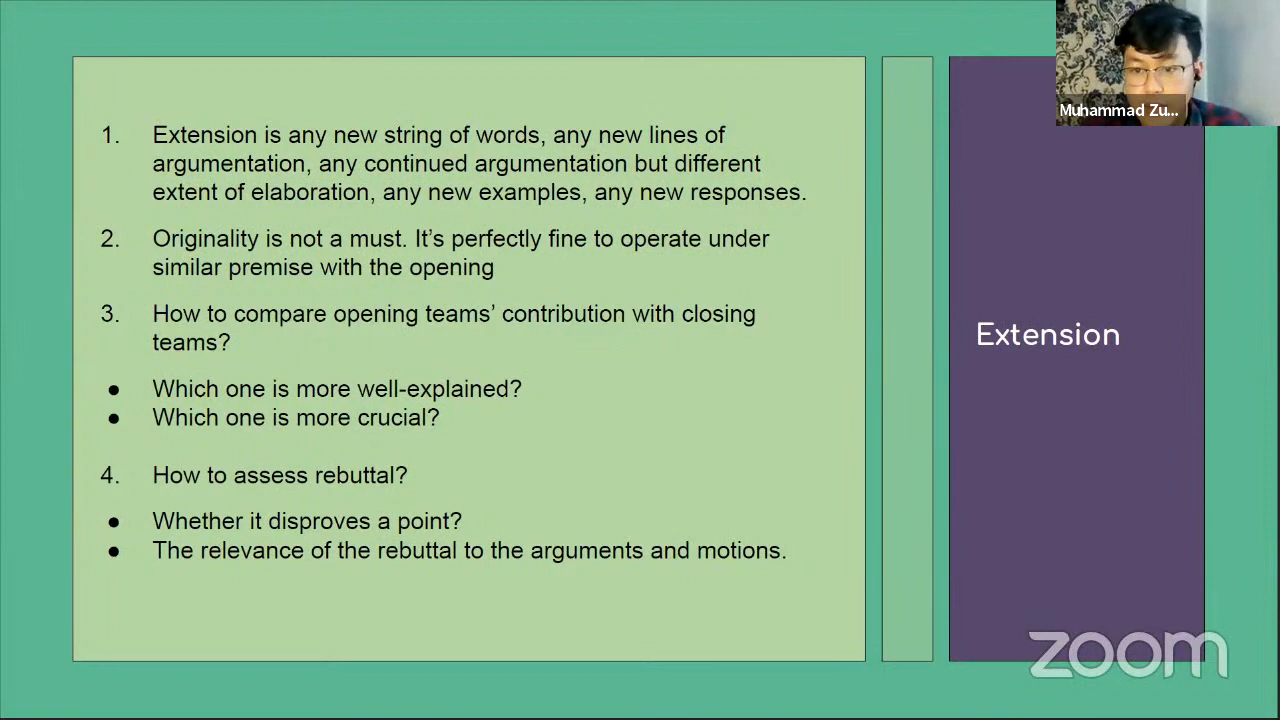 Muhammad Zu...
1. Extension is any new string of words, any new lines of
argumentation, any continued argumentation but different
extent of elaboration, any new examples, any new responses.
2. Originality is not a must. It’s perfectly fine to operate under
similar premise with the opening
3. How to compare opening teams’ contribution with closing
teams?
● Which one is more well-explained?
● Which one is more crucial?
4. How to assess rebuttal?
● Whether it disproves a point?
● The relevance of the rebuttal to the arguments and motions.
Extension
zoom